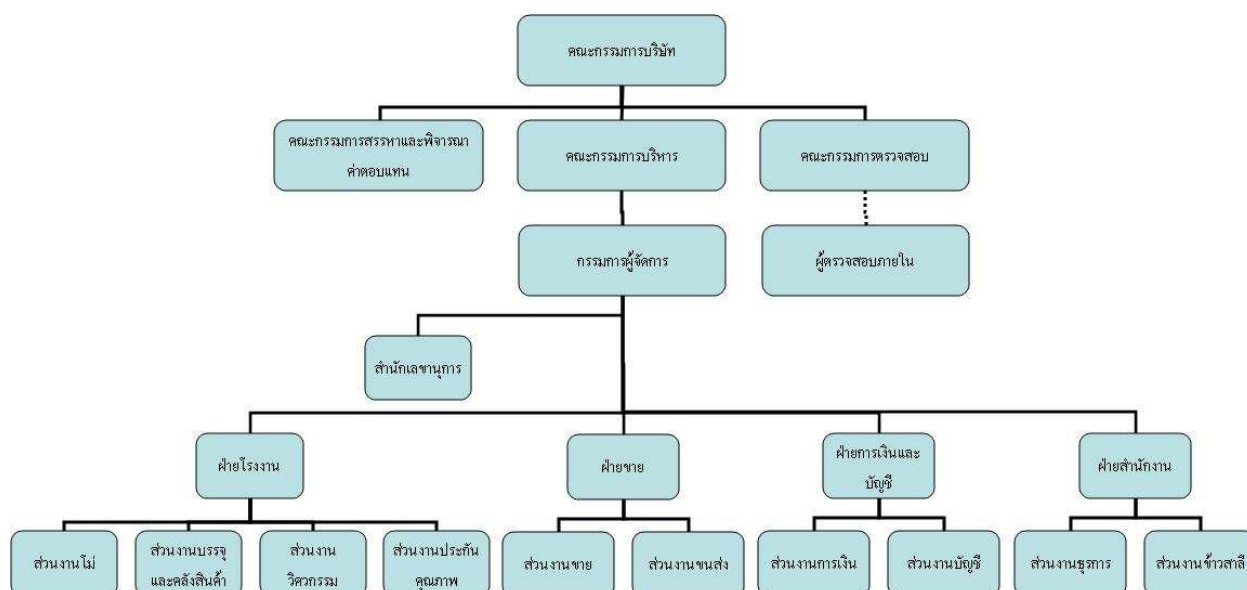 คณะกรรมการบริษัท
คณะกรรมการสรรหาและพิจารณา
ค่าตอบแทน
คณะกรรมการบริหาร
คณะกรรมการตรวจสอบ
กรรมการผู้จัดการ
ผู้ตรวจสอบภายใน
สำนักเลขานุการ
ฝ่ายโรงงาน
ฝ่ายขาย
ฝ่ายการเงินและ
บัญชี
ฝ่ายสำนักงาน
ส่วนงานโม่
ส่วนงานบรรจุ
และคลังสินค้า
ส่วนงาน
วิศวกรรม
ส่วนงานประกัน
คุณภาพ
ส่วนงานขาย
ส่วนงานขนส่ง
ส่วนงานการเงิน
ส่วนงานบัญชี
ส่วนงานธุรการ
ส่วนงานข้าวสาลี